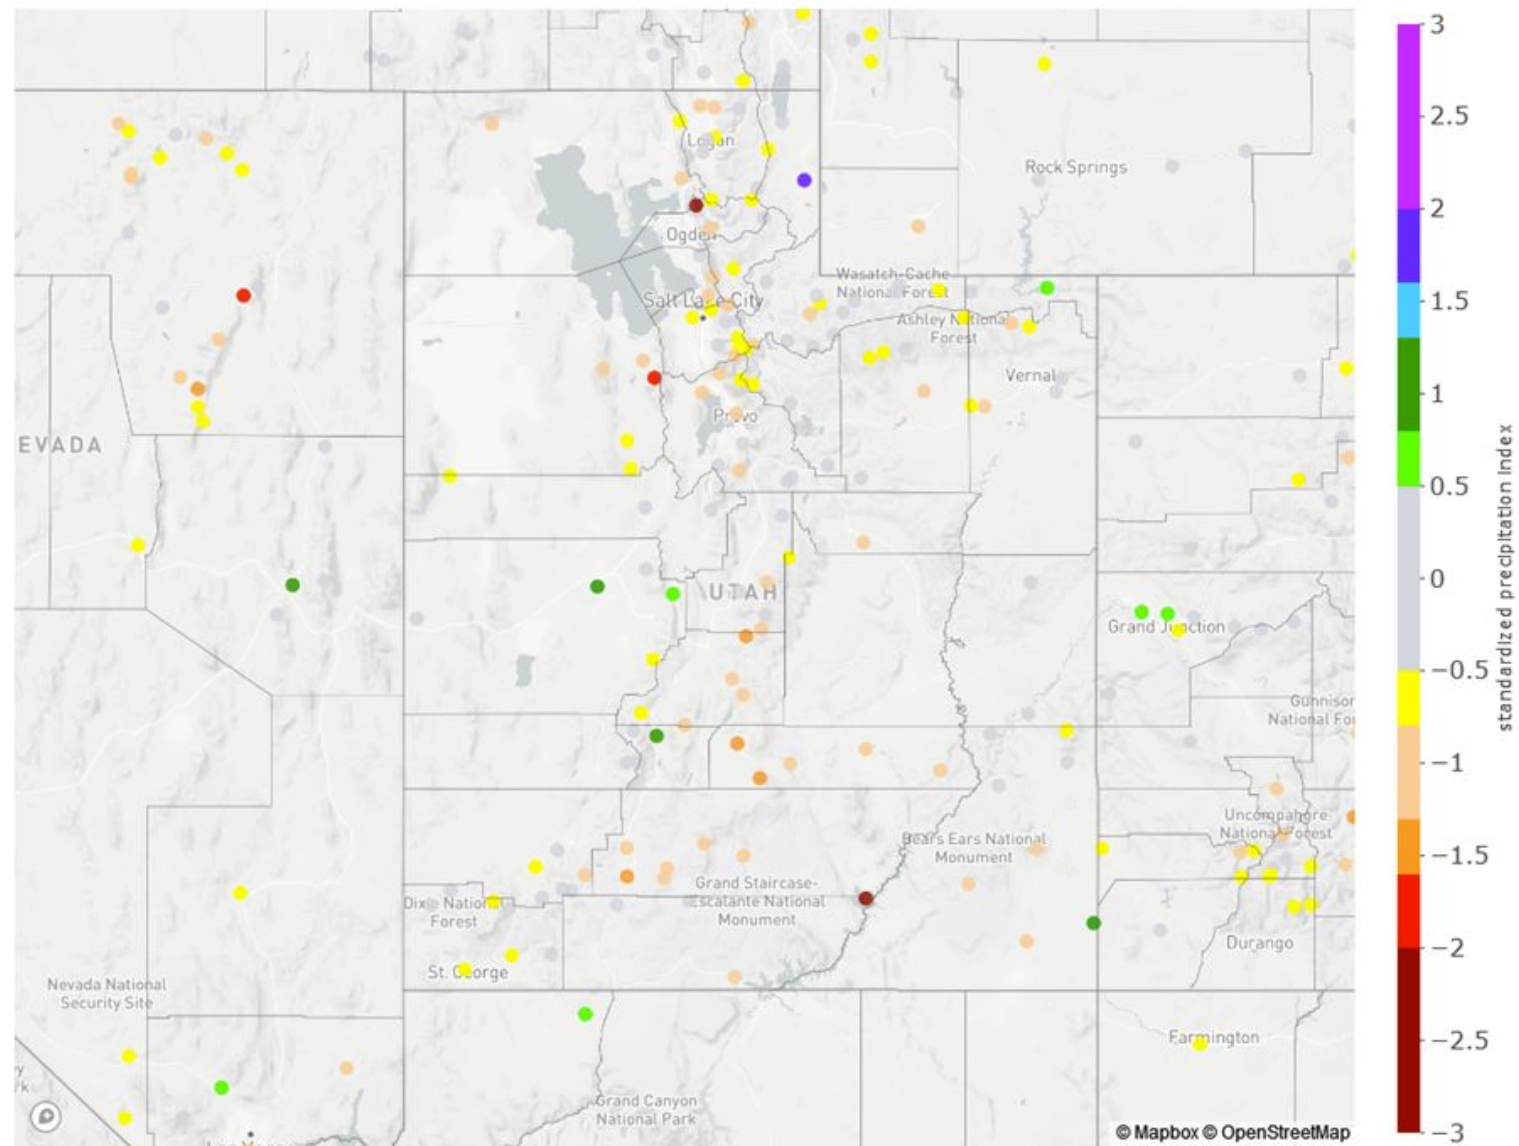 Logan
Rock Springs
Ogden
Wasatch-Cache
National Forest
Salt Lake City
Ashley National
Forest
Vernal
Provo
EVADA
UTAH
Grand Junction
Gunnison
National Fo
Uncompahgre
National Forest
Bears Ears National
Monument
Grand Staircase-
Escalante National
Monument
Dixie National
Forest
Durango
St. George
Nevada National
Security Site
Farmington
Grand Canyon
National Park
© Mapbox © OpenStreetMap
3
2.5
2
1.5
1
0.5
0
−0.5
−1
−1.5
−2
−2.5
−3
standardized precipitation index